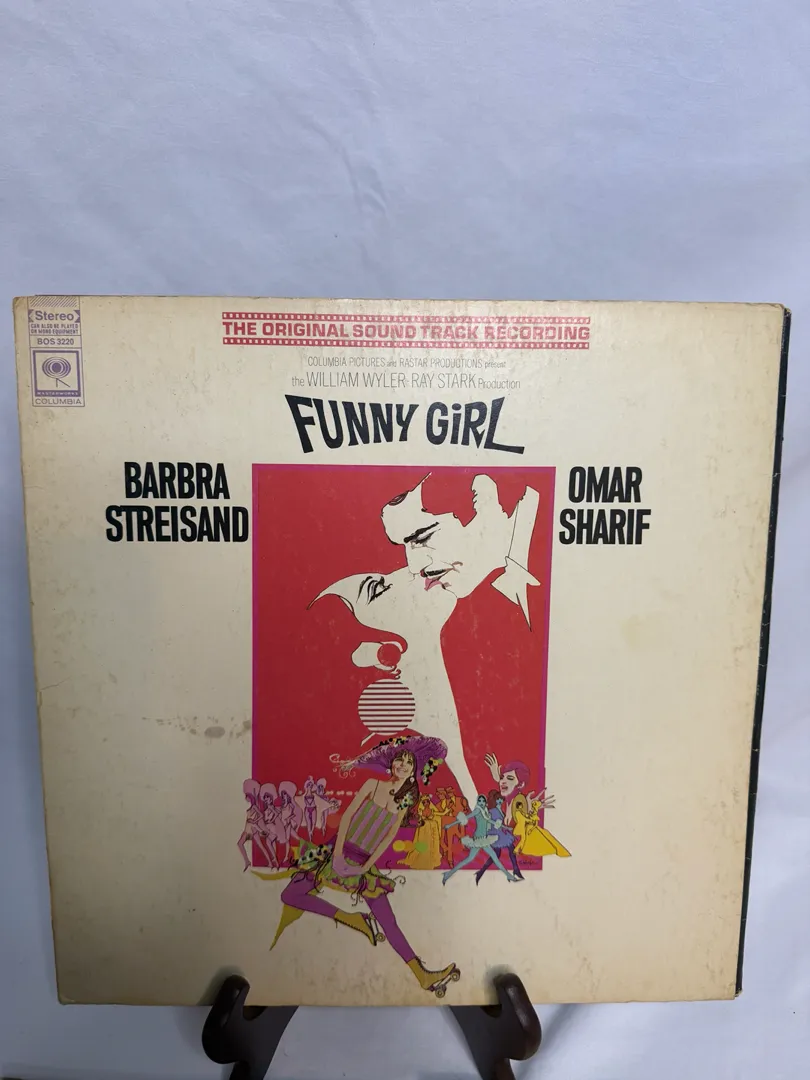 Stereo
CAN ALSO BE PLAYED
ON MONO EQUIPMENT
BOS 3220
MASTERWORKS
COLUMBIA
THE ORIGINAL SOUND TRACK RECORDING
COLUMBIA PICTURES and RASTAR PRODUCTIONS present
the WILLIAM WYLER-RAY STARK Production
FUNNY GiRL
BARBRA
STREISAND
OMAR
SHARIF